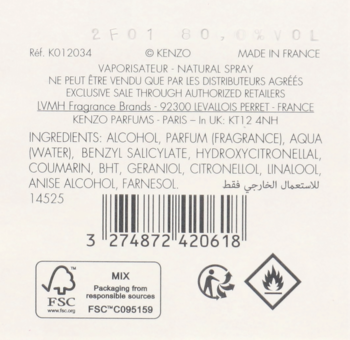 2F01 80,0%VOL
Réf. K012034 © KENZO MADE IN FRANCE
VAPORISATEUR - NATURAL SPRAY
NE PEUT ÊTRE VENDU QUE PAR LES DISTRIBUTEURS AGRÉÉS
EXCLUSIVE SALE THROUGH AUTHORIZED RETAILERS
LVMH Fragrance Brands - 92300 LEVALLOIS PERRET - FRANCE
KENZO PARFUMS - PARIS – In UK: KT12 4NH
INGREDIENTS: ALCOHOL, PARFUM (FRAGRANCE), AQUA
(WATER), BENZYL SALICYLATE, HYDROXYCITRONELLAL,
COUMARIN, BHT, GERANIOL, CITRONELLOL, LINALOOL,
ANISE ALCOHOL, FARNESOL. للاستعمال الخارجي فقط
14525
3 274872 420618
FSC
www.fsc.org
MIX
Packaging from
responsible sources
FSC™ C095159